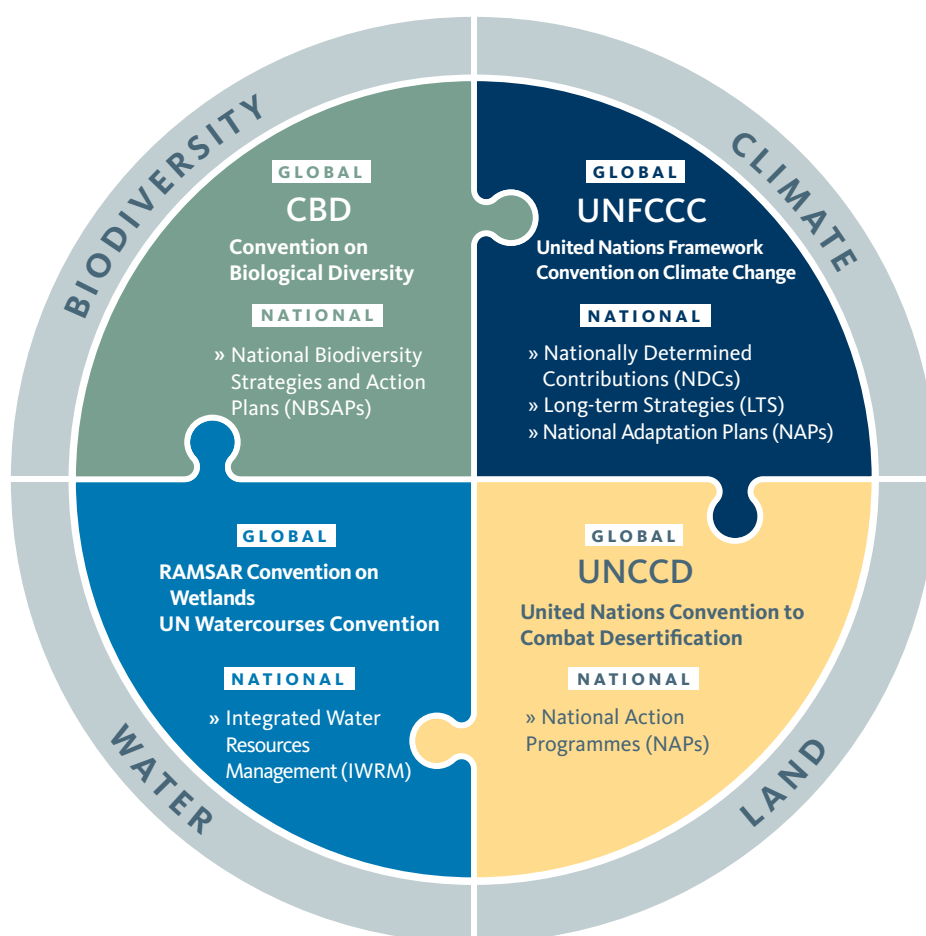 BIODIVERSITY
GLOBAL
CBD
Convention on
Biological Diversity
NATIONAL
» National Biodiversity
Strategies and Action
Plans (NBSAPs)
CLIMATE
GLOBAL
UNFCCC
United Nations Framework
Convention on Climate Change
NATIONAL
» Nationally Determined
Contributions (NDCs)
» Long-term Strategies (LTS)
» National Adaptation Plans (NAPs)
WATER
GLOBAL
RAMSAR Convention on
Wetlands
UN Watercourses Convention
NATIONAL
» Integrated Water
Resources
Management (IWRM)
LAND
GLOBAL
UNCCD
United Nations Convention to
Combat Desertification
NATIONAL
» National Action
Programmes (NAPs)